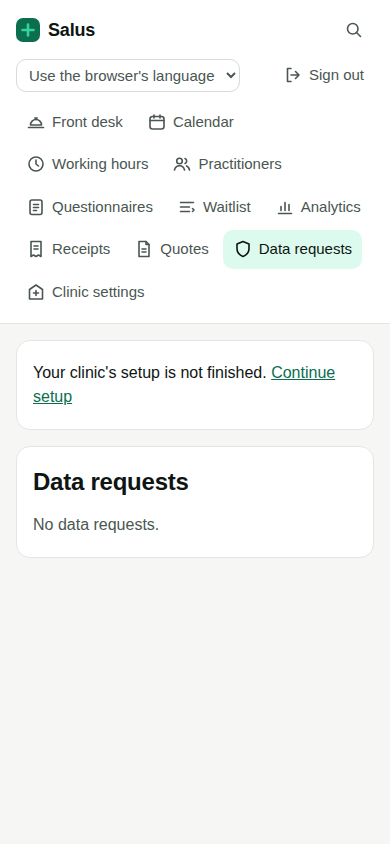 Salus
Use the browser's language
Sign out
Front desk
Calendar
Working hours
Practitioners
Questionnaires
Waitlist
Analytics
Receipts
Quotes
Data requests
Clinic settings
Your clinic's setup is not finished. Continue
setup
Data requests
No data requests.